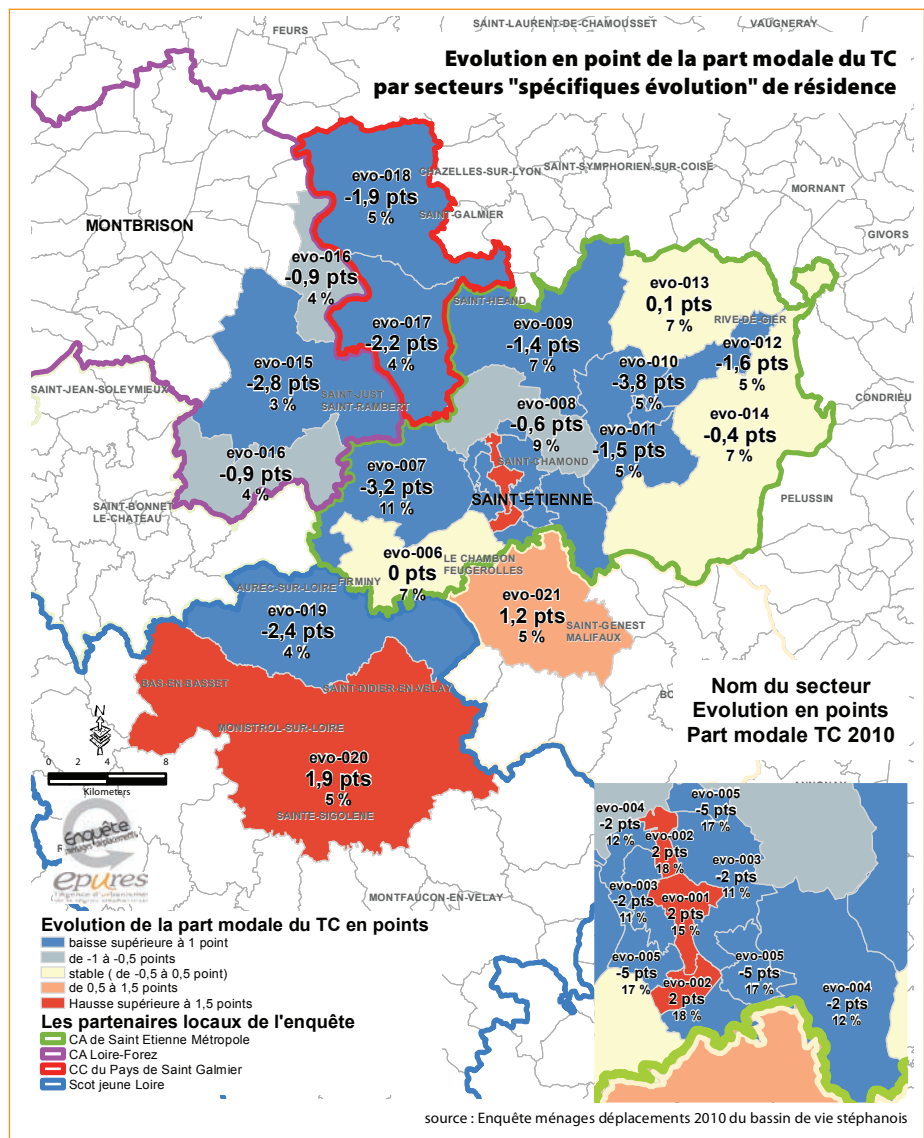 FEURS
SAINT-LAURENT-DE-CHAMOUSSET
VAUGNERAY
Evolution en point de la part modale du TC
par secteurs "spécifiques évolution" de résidence
CHAZELLES-SUR-LYON
SAINT-SYMPHORIEN-SUR-COISE
MORNANT
evo-018
-1,9 pts
5 %
SAINT-GALMIER
MONTBRISON
GIVORS
evo-016
-0,9 pts
4 %
evo-013
0,1 pts
7 %
SAINT-HEAND
RIVE-DE-GIER
evo-017
-2,2 pts
4 %
evo-009
-1,4 pts
7 %
evo-012
-1,6 pts
5 %
evo-010
-3,8 pts
5 %
evo-015
-2,8 pts
3 %
SAINT-JEAN-SOLEYMIEUX
SAINT-JUST
SAINT-RAMBERT
CONDRIEU
evo-008
-0,6 pts
9 %
evo-014
-0,4 pts
7 %
evo-011
-1,5 pts
5 %
SAINT-CHAMOND
evo-016
-0,9 pts
4 %
evo-007
-3,2 pts
11 %
SAINT-ETIENNE
PELUSSIN
SAINT-BONNET
LE-CHATEAU
evo-006
0 pts
7 %
LE CHAMBON
FEUGEROLLES
FIRMINY
AUREC-SUR-LOIRE
evo-019
-2,4 pts
4 %
evo-021
1,2 pts
5 %
SAINT-GENEST
MALIFAUX
BAS-EN-BASSET
SAINT-DIDIER-EN-VELAY
MONISTROL-SUR-LOIRE
evo-020
1,9 pts
5 %
SAINTE-SIGOLENE
Nom du secteur
Evolution en points
Part modale TC 2010
N
0 2 4 8
Kilometers
enquête
ménages déplacements
epures
l'Agence d'urbanisme
de la région stéphanoise
MONTFAUCON-EN-VELAY
evo-004
-2 pts
12 %
evo-005
-5 pts
17 %
evo-002
2 pts
18 %
evo-003
-2 pts
11 %
evo-003
-2 pts
11 %
evo-001
2 pts
15 %
evo-005
-5 pts
17 %
evo-005
-5 pts
17 %
evo-002
2 pts
18 %
evo-004
-2 pts
12 %
Evolution de la part modale du TC en points
baisse supérieure à 1 point
de -1 à -0,5 points
stable ( de -0,5 à 0,5 point)
de 0,5 à 1,5 points
Hausse supérieure à 1,5 points
Les partenaires locaux de l'enquête
CA de Saint Etienne Métropole
CA Loire-Forez
CC du Pays de Saint Galmier
Scot jeune Loire
source : Enquête ménages déplacements 2010 du bassin de vie stéphanois